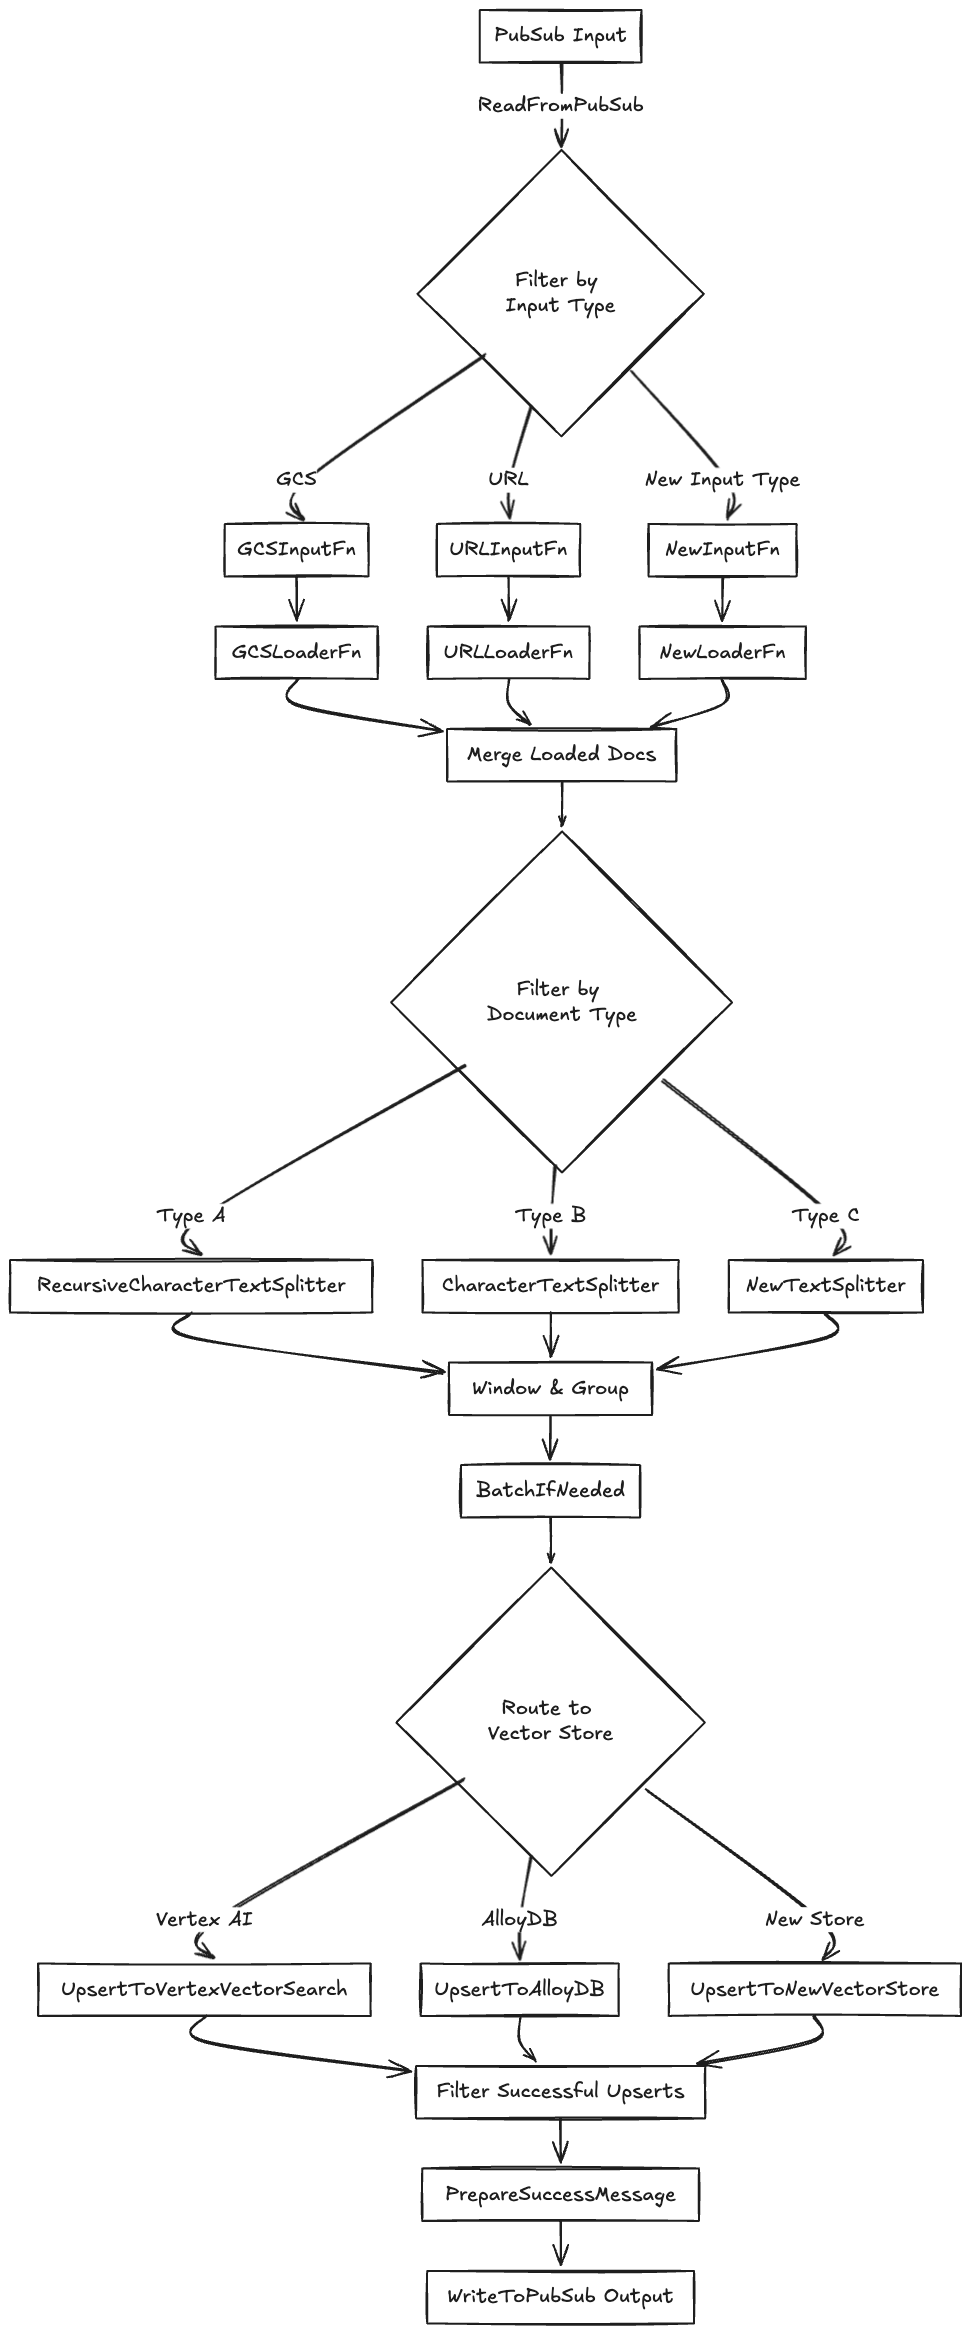 PubSub Input
ReadFromPubSub
Filter by
Input Type
GCS
URL
New Input Type
GCSInputFn
URLInputFn
NewInputFn
GCSLoaderFn
URLLoaderFn
NewLoaderFn
Merge Loaded Docs
Filter by
Document Type
Type A
Type B
Type C
RecursiveCharacterTextSplitter
CharacterTextSplitter
NewTextSplitter
Window & Group
BatchIfNeeded
Route to
Vector Store
Vertex AI
AlloyDB
New Store
UpsertToVertexVectorSearch
UpsertToAlloyDB
UpsertToNewVectorStore
Filter Successful Upserts
PrepareSuccessMessage
WriteToPubSub Output